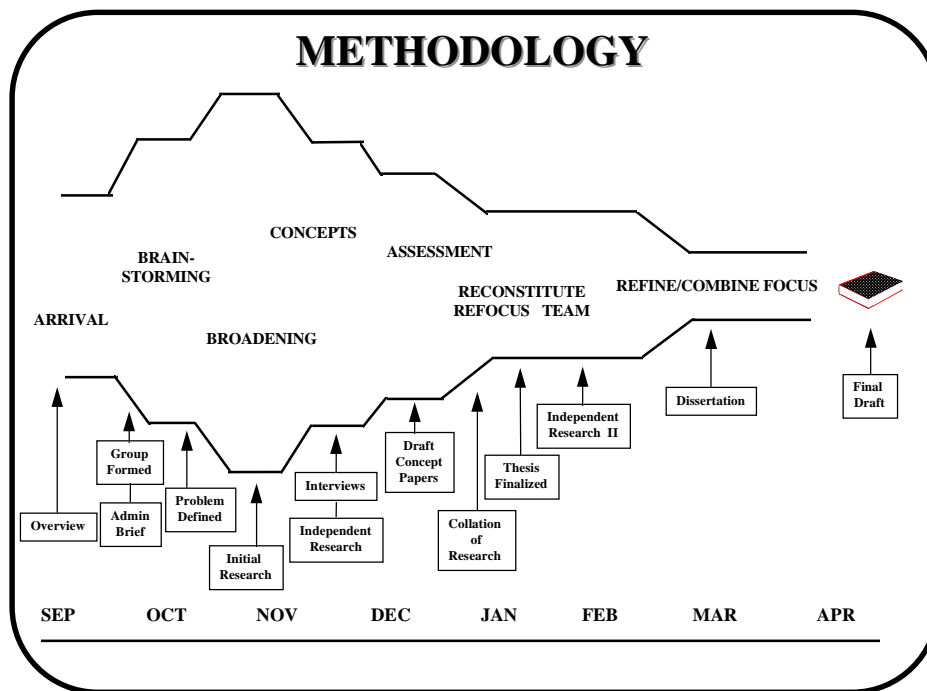 METHODOLOGY
CONCEPTS
BRAIN-
STORMING
ASSESSMENT
RECONSTITUTE
REFOCUS TEAM
REFINE/COMBINE FOCUS
ARRIVAL
BROADENING
Overview
Group
Formed
Admin
Brief
Problem
Defined
Initial
Research
Interviews
Independent
Research
Draft
Concept
Papers
Collation
of
Research
Thesis
Finalized
Independent
Research II
Dissertation
Final
Draft
SEP OCT NOV DEC JAN FEB MAR APR